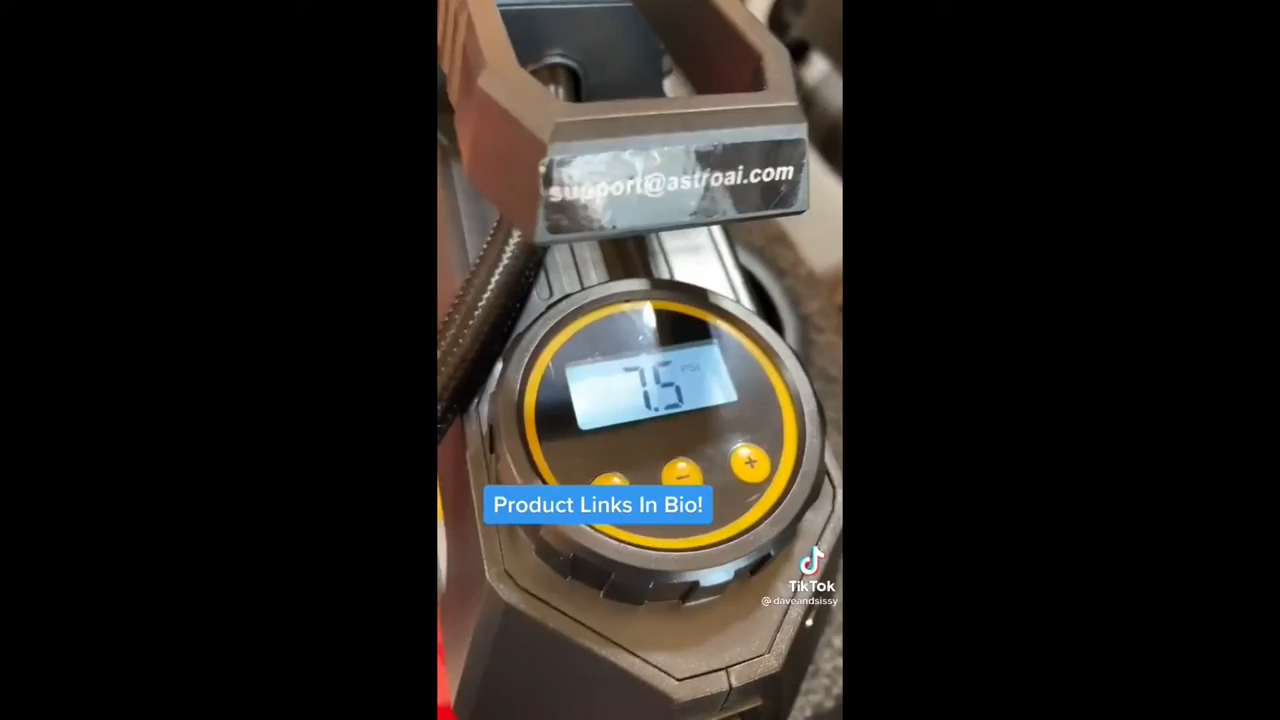 support@astroai.com
7.5 PSI
- +
Product Links In Bio!
TikTok
@daveandsissy